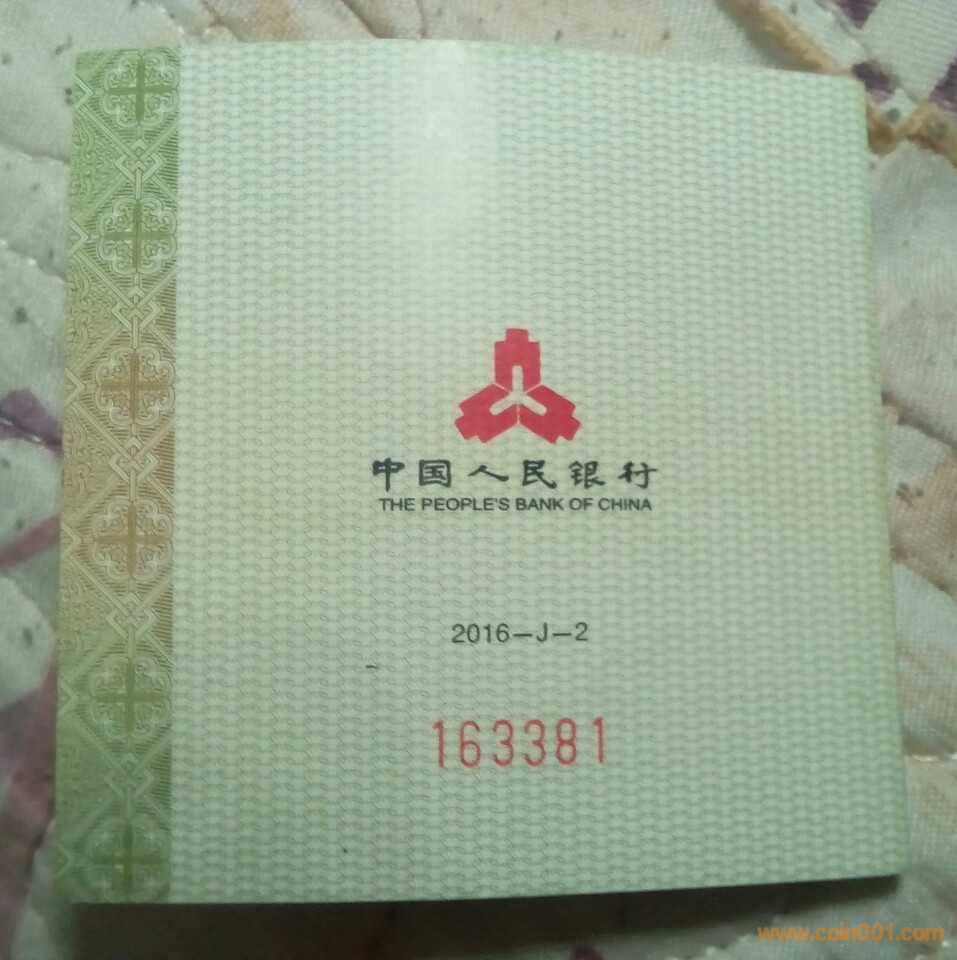 中国人民银行
THE PEOPLE'S BANK OF CHINA
2016-J-2
163381
www.coin001.com